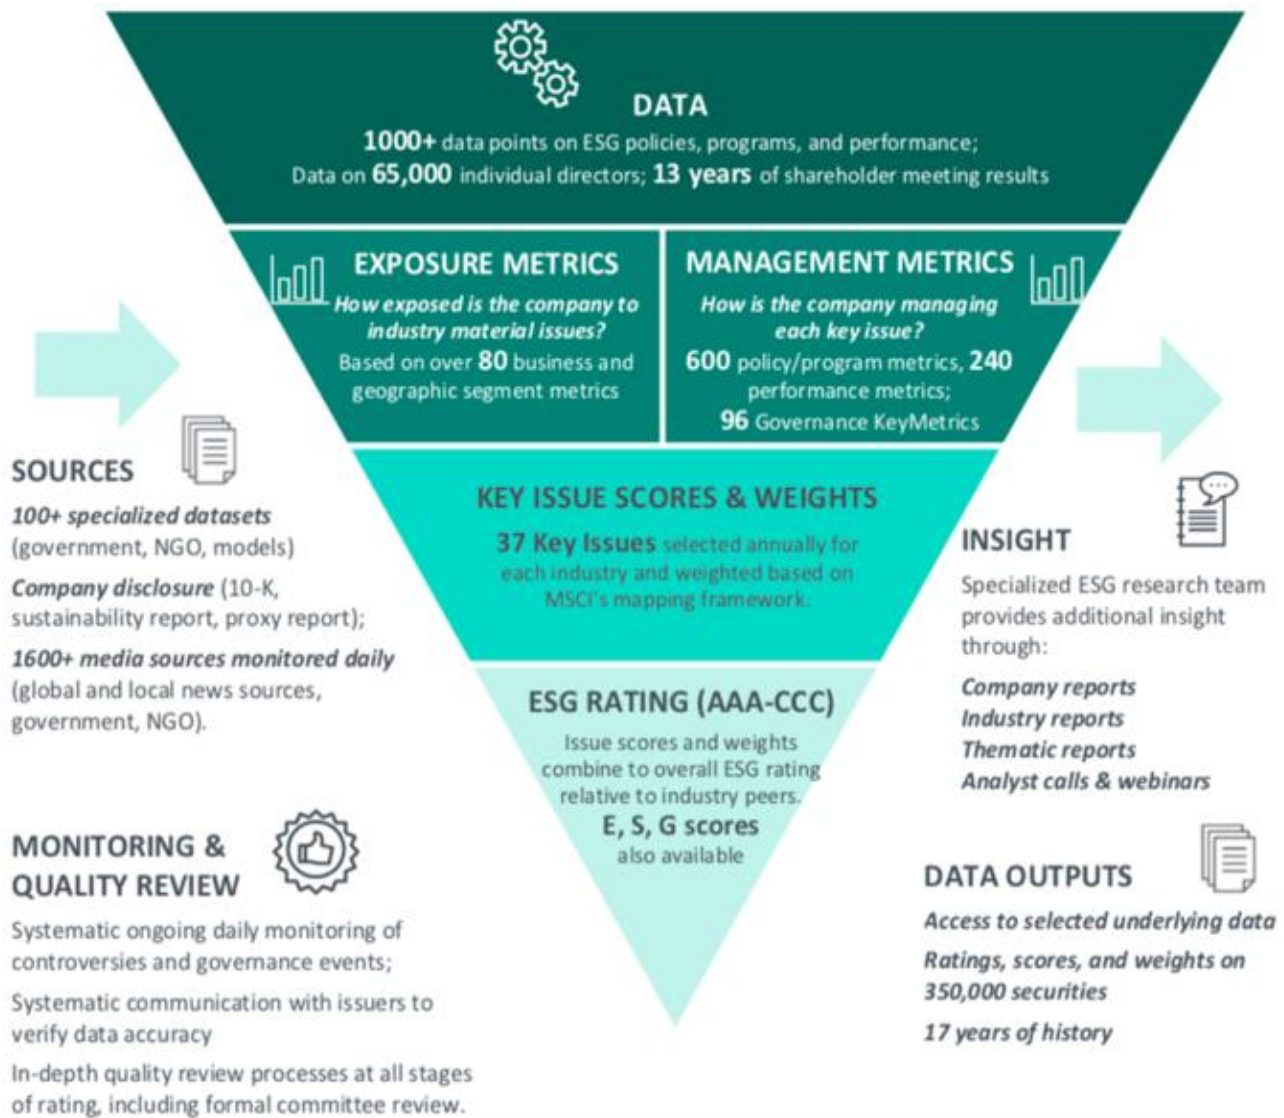 DATA
1000+ data points on ESG policies, programs, and performance;
Data on 65,000 individual directors; 13 years of shareholder meeting results
EXPOSURE METRICS
How exposed is the company to
industry material issues?
Based on over 80 business and
geographic segment metrics
MANAGEMENT METRICS
How is the company managing
each key issue?
600 policy/program metrics, 240
performance metrics;
96 Governance KeyMetrics
KEY ISSUE SCORES & WEIGHTS
37 Key Issues selected annually for
each industry and weighted based on
MSCI's mapping framework.
ESG RATING (AAA-CCC)
Issue scores and weights
combine to overall ESG rating
relative to industry peers.
E, S, G scores
also available
SOURCES
100+ specialized datasets
(government, NGO, models)
Company disclosure (10-K,
sustainability report, proxy report);
1600+ media sources monitored daily
(global and local news sources,
government, NGO).
MONITORING &
QUALITY REVIEW
Systematic ongoing daily monitoring of
controversies and governance events;
Systematic communication with issuers to
verify data accuracy
In-depth quality review processes at all stages
of rating, including formal committee review.
INSIGHT
Specialized ESG research team
provides additional insight
through:
Company reports
Industry reports
Thematic reports
Analyst calls & webinars
DATA OUTPUTS
Access to selected underlying data
Ratings, scores, and weights on
350,000 securities
17 years of history